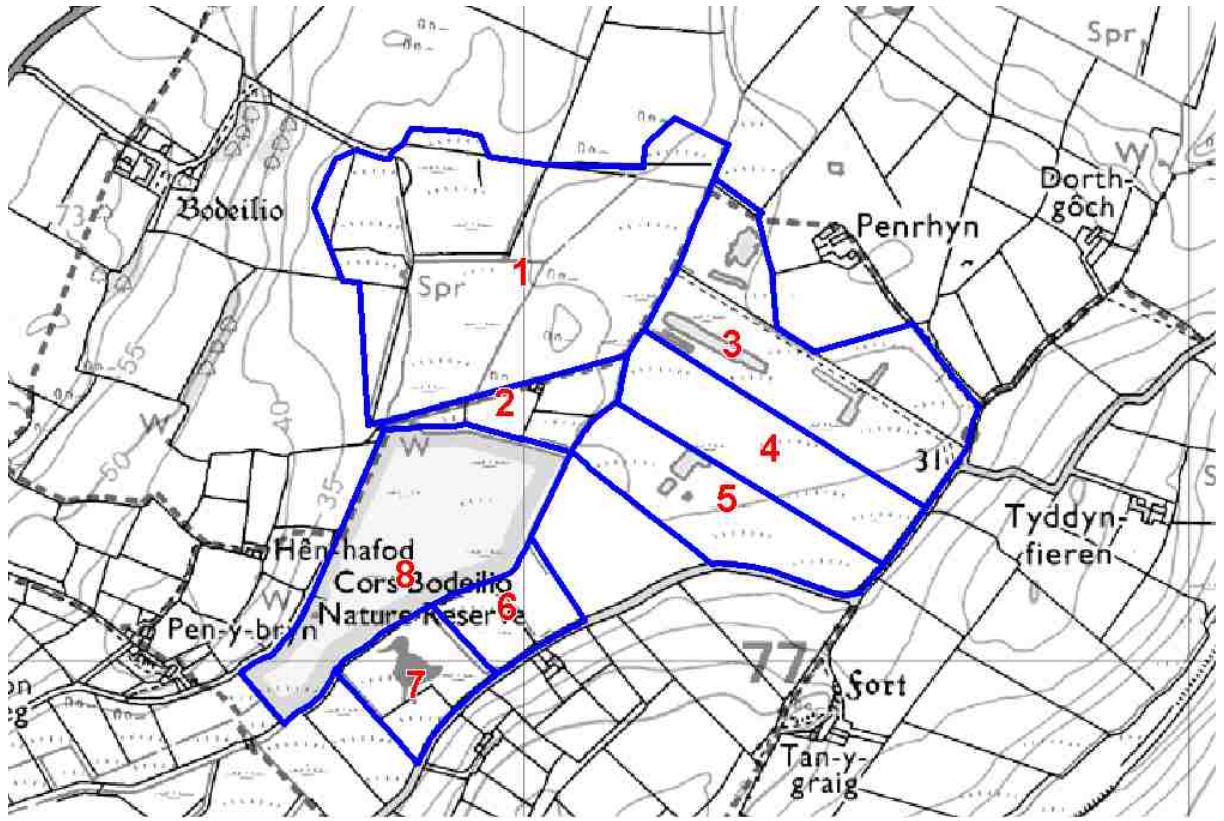 Spr
W
Dorth-
gôch
Bodeilio
73
Penrhyn
1
Spr
3
55
40
2
W
W
4
31
50
35
5
Tyddyn-
fieren
Hên-hafod
8
Cors Bodeilio
Nature Reserve
6
W
Pen-y-bryn
7
77
Fort
Tan-y-
graig